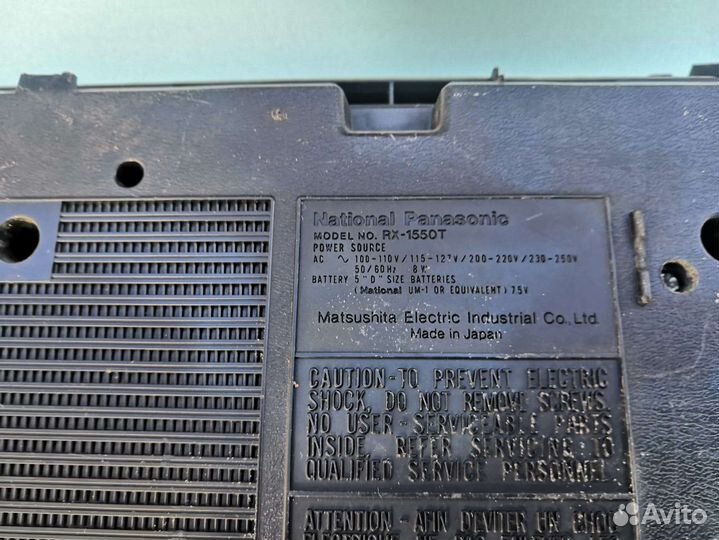 National Panasonic
MODEL NO. RX-1550T
POWER SOURCE
AC ∿ 100-110V/115-127V/200-220V/230-250V
50/60Hz 8W
BATTERY 5 "D" SIZE BATTERIES
(National UM-1 OR EQUIVALENT) 7.5V
Matsushita Electric Industrial Co., Ltd.
Made in Japan
CAUTION-TO PREVENT ELECTRIC
SHOCK, DO NOT REMOVE SCREWS.
NO USER-SERVICEABLE PARTS
INSIDE, REFER SERVICING TO
QUALIFIED SERVICE PERSONNEL
ATTENTION-AFIN D'EVITER UN CHOC
Avito